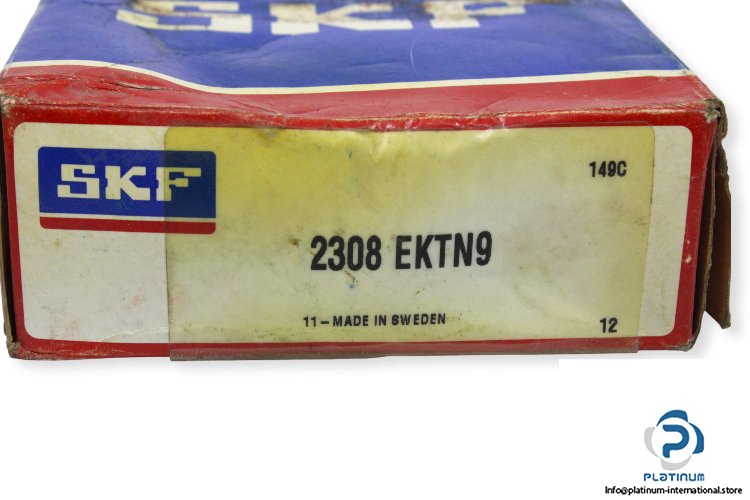 SKF
SKF
149C
2308 EKTN9
11–MADE IN SWEDEN
12
PLATINUM
Info@platinum-international.store